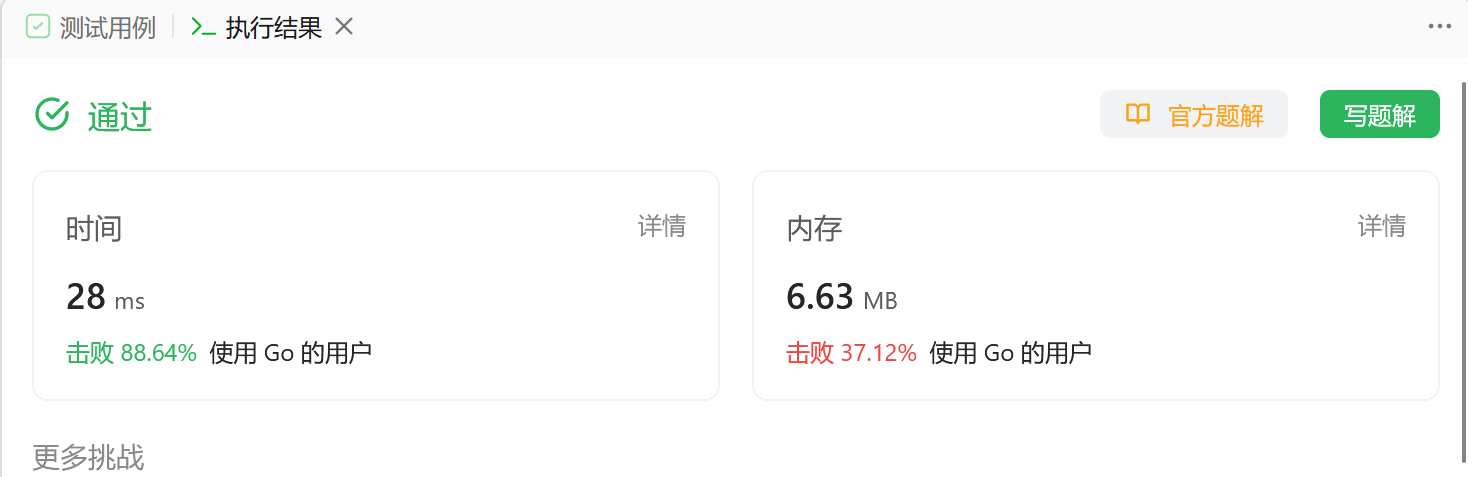 测试用例 执行结果
通过 官方题解 写题解
时间 详情
28 ms
击败 88.64% 使用 Go 的用户
内存 详情
6.63 MB
击败 37.12% 使用 Go 的用户
更多挑战